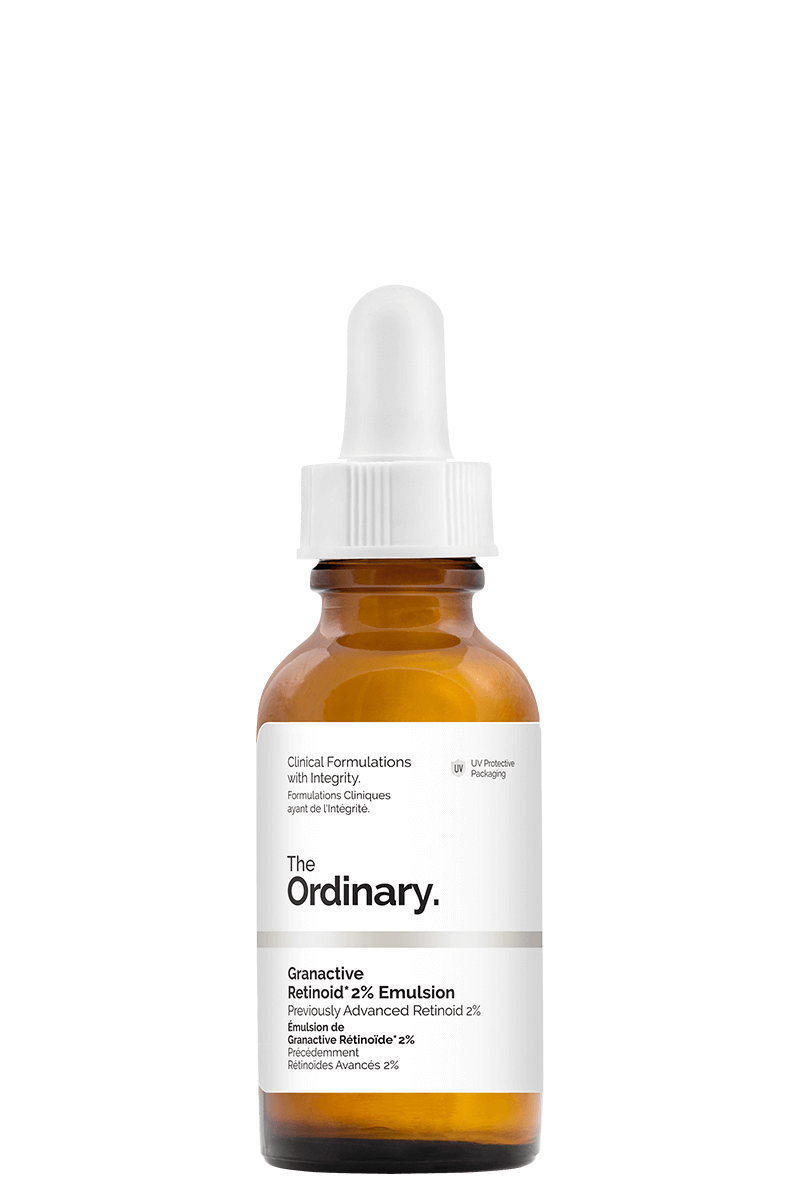 Clinical Formulations
with Integrity.
Formulations Cliniques
ayant de l'Intégrité.
UV
UV Protective
Packaging
The
Ordinary.
Granactive
Retinoid* 2% Emulsion
Previously Advanced Retinoid 2%
Émulsion de
Granactive Rétinoïde* 2%
Précédemment
Rétinoïdes Avancés 2%